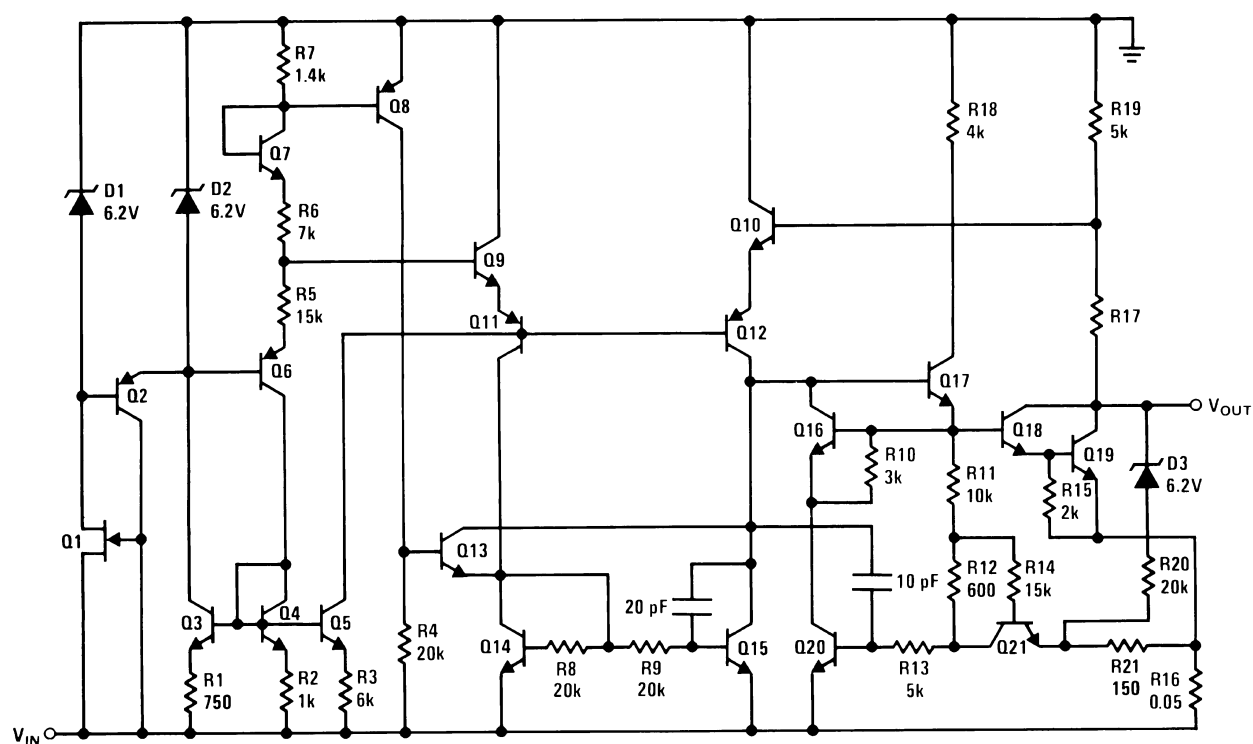 R7
1.4k
Q8
R18
4k
R19
5k
Q7
D1
6.2V
D2
6.2V
R6
7k
Q10
Q9
R5
15k
Q11
Q12
R17
Q2
Q6
Q17
VOUT
Q16
Q18
R10
3k
R11
10k
Q19
R15
2k
D3
6.2V
Q1
Q13
10 pF
R12
600
R14
15k
R20
20k
20 pF
Q3
Q4
Q5
R4
20k
Q14
R8
20k
R9
20k
Q15
Q20
R13
5k
Q21
R21
150
R16
0.05
R1
750
R2
1k
R3
6k
VIN